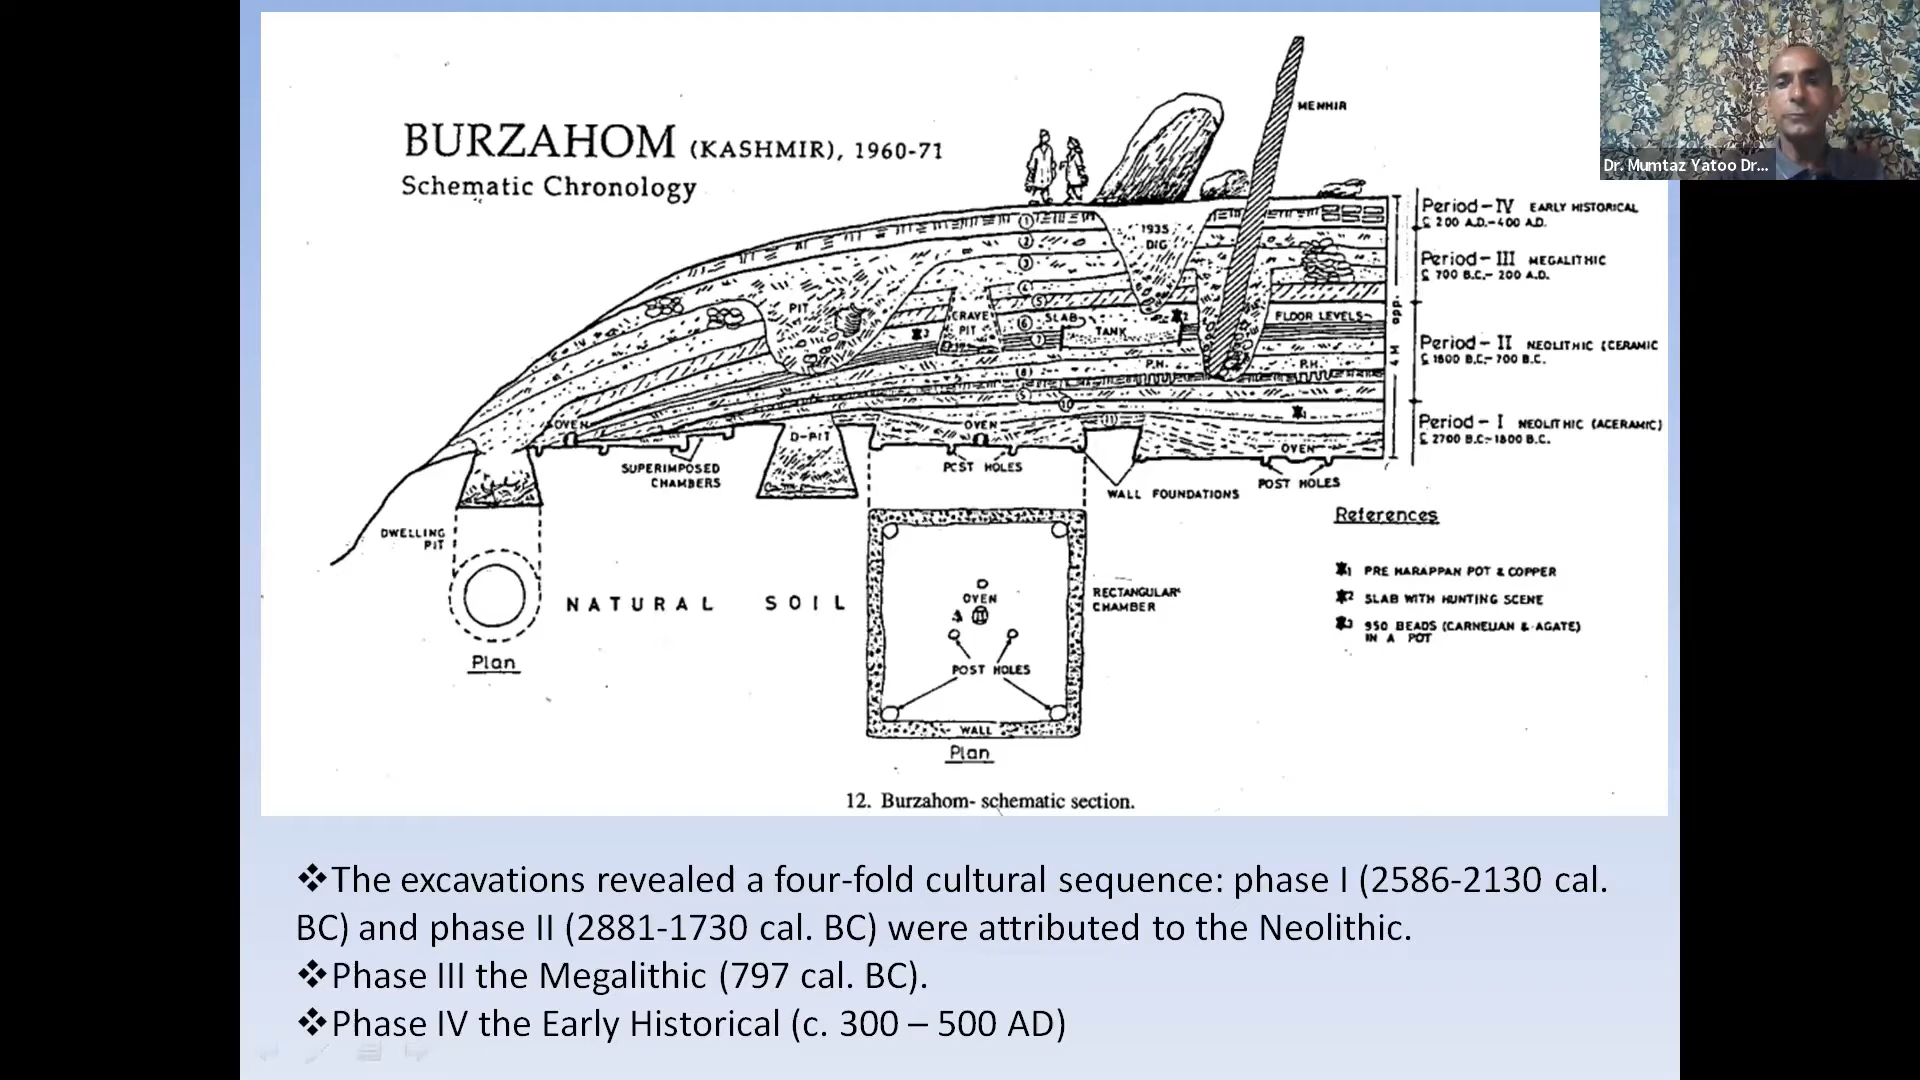 Dr. Mumtaz Yatoo Dr...
BURZAHOM (KASHMIR), 1960-71
Schematic Chronology
MENHIR
1935
DIG
PIT
GRAVE
PIT
SLAB
TANK
FLOOR LEVELS
P.H.
P.H.
OVEN
D-PIT
OVEN
OVEN
SUPERIMPOSED
CHAMBERS
POST HOLES
WALL FOUNDATIONS
POST HOLES
4 M app.
Period-IV EARLY HISTORICAL
C 200 A.D.-400 A.D.
Period-III MEGALITHIC
C 700 B.C.- 200 A.D.
Period-II NEOLITHIC (CERAMIC
C 1800 B.C.- 700 B.C.
Period-I NEOLITHIC (ACERAMIC)
C 2700 B.C.-1800 B.C.
DWELLING
PIT
Plan
NATURAL SOIL
OVEN
POST HOLES
WALL
Plan
RECTANGULAR
CHAMBER
References
1 PRE HARAPPAN POT & COPPER
2 SLAB WITH HUNTING SCENE
3 950 BEADS (CARNELIAN & AGATE)
IN A POT
12. Burzahom- schematic section.
❖The excavations revealed a four-fold cultural sequence: phase I (2586-2130 cal.
BC) and phase II (2881-1730 cal. BC) were attributed to the Neolithic.
❖Phase III the Megalithic (797 cal. BC).
❖Phase IV the Early Historical (c. 300 – 500 AD)